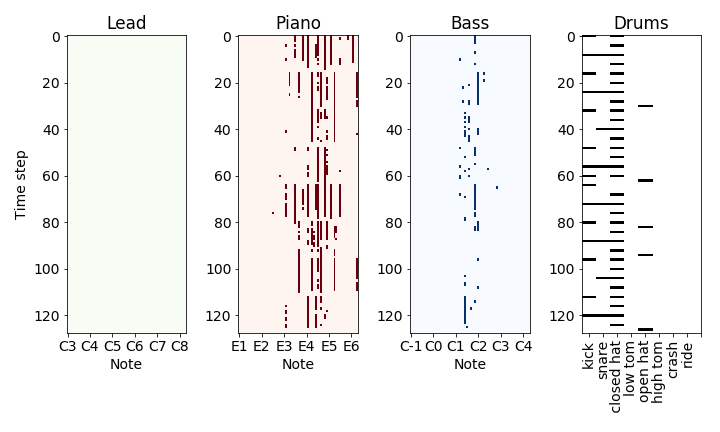 Lead
Piano
Bass
Drums
Time step
0
20
40
60
80
100
120
C3 C4 C5 C6 C7 C8
Note
0
20
40
60
80
100
120
E1 E2 E3 E4 E5 E6
Note
0
20
40
60
80
100
120
C-1 C0 C1 C2 C3 C4
Note
0
20
40
60
80
100
120
kick
snare
closed hat
low tom
open hat
high tom
crash
ride